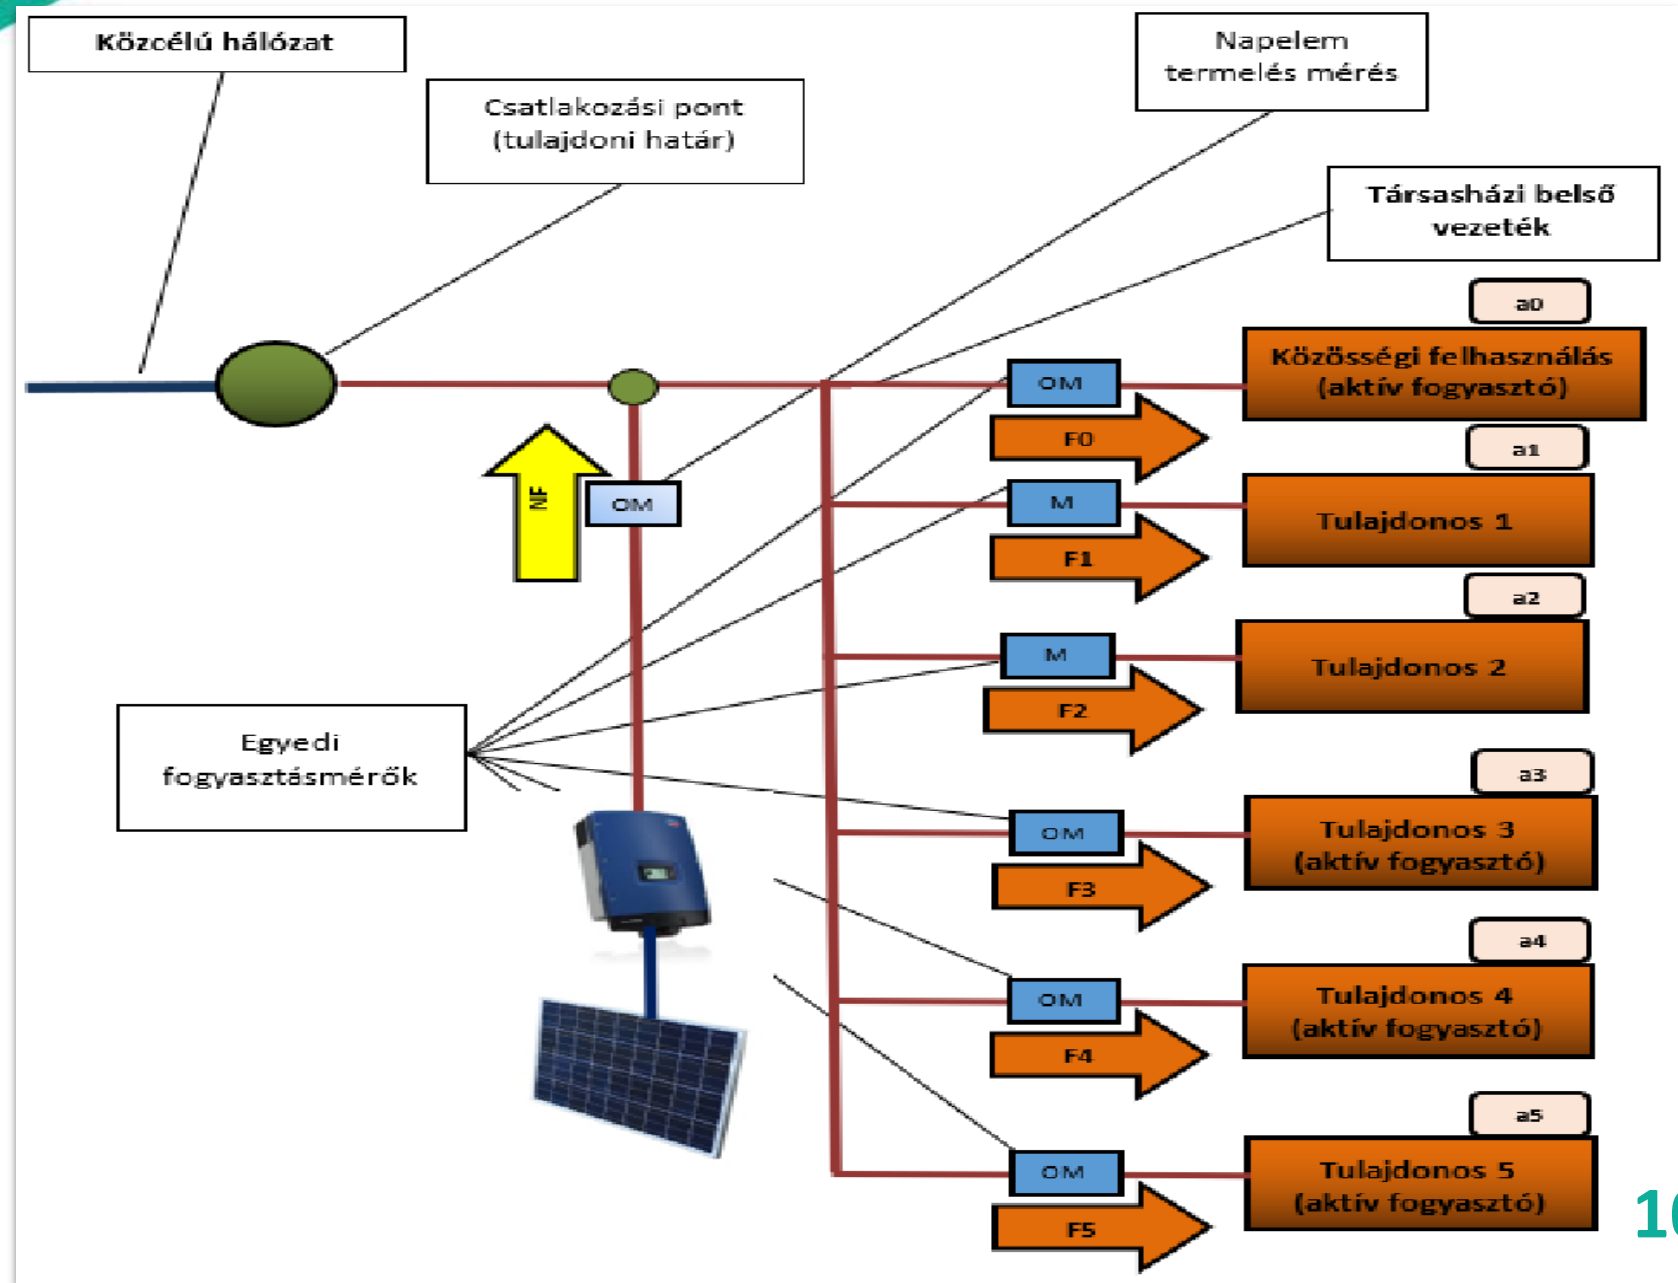 Közcélú hálózat
Csatlakozási pont
(tulajdoni határ)
Napelem
termelés mérés
Társasházi belső
vezeték
a0
Közösségi felhasználás
(aktív fogyasztó)
OM
F0
a1
M
Tulajdonos 1
F1
NF
OM
a2
M
Tulajdonos 2
F2
Egyedi
fogyasztásmérők
a3
OM
Tulajdonos 3
(aktív fogyasztó)
F3
a4
OM
Tulajdonos 4
(aktív fogyasztó)
F4
a5
OM
Tulajdonos 5
(aktív fogyasztó)
F5